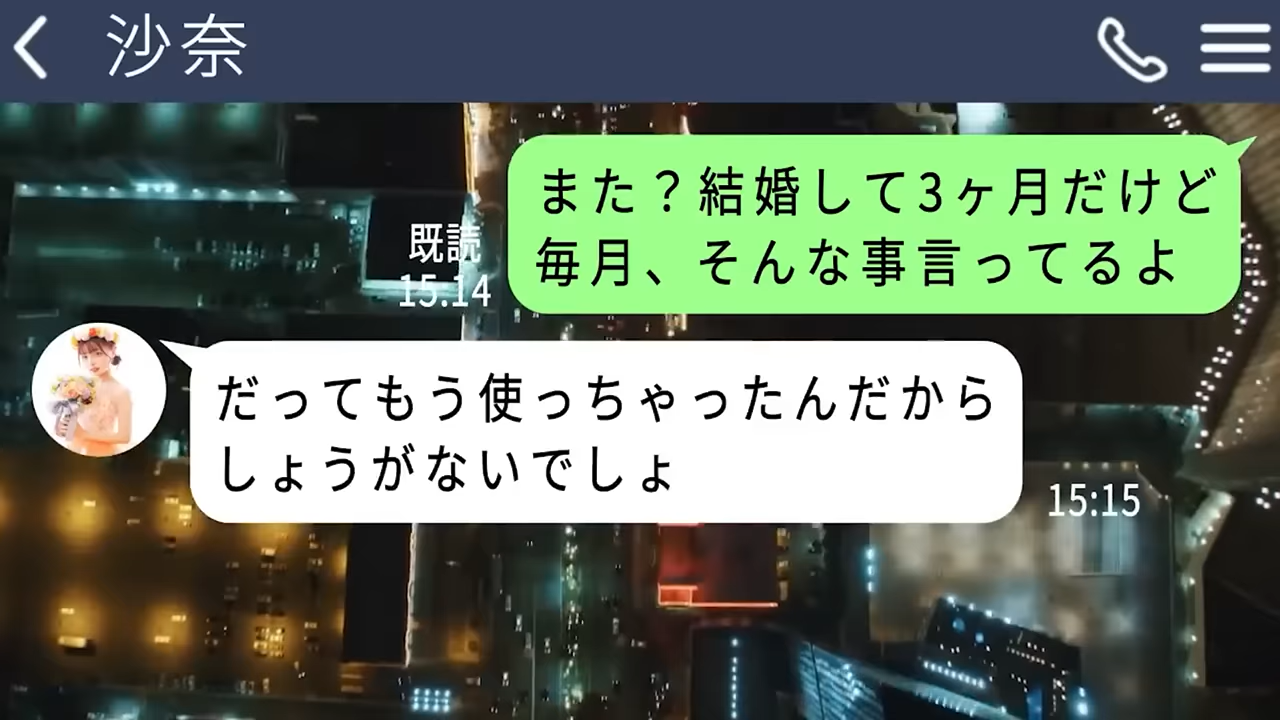 沙奈
また？結婚して3ヶ月だけど
毎月、そんな事言ってるよ
既読
15.14
だってもう使っちゃったんだから
しょうがないでしょ
15:15